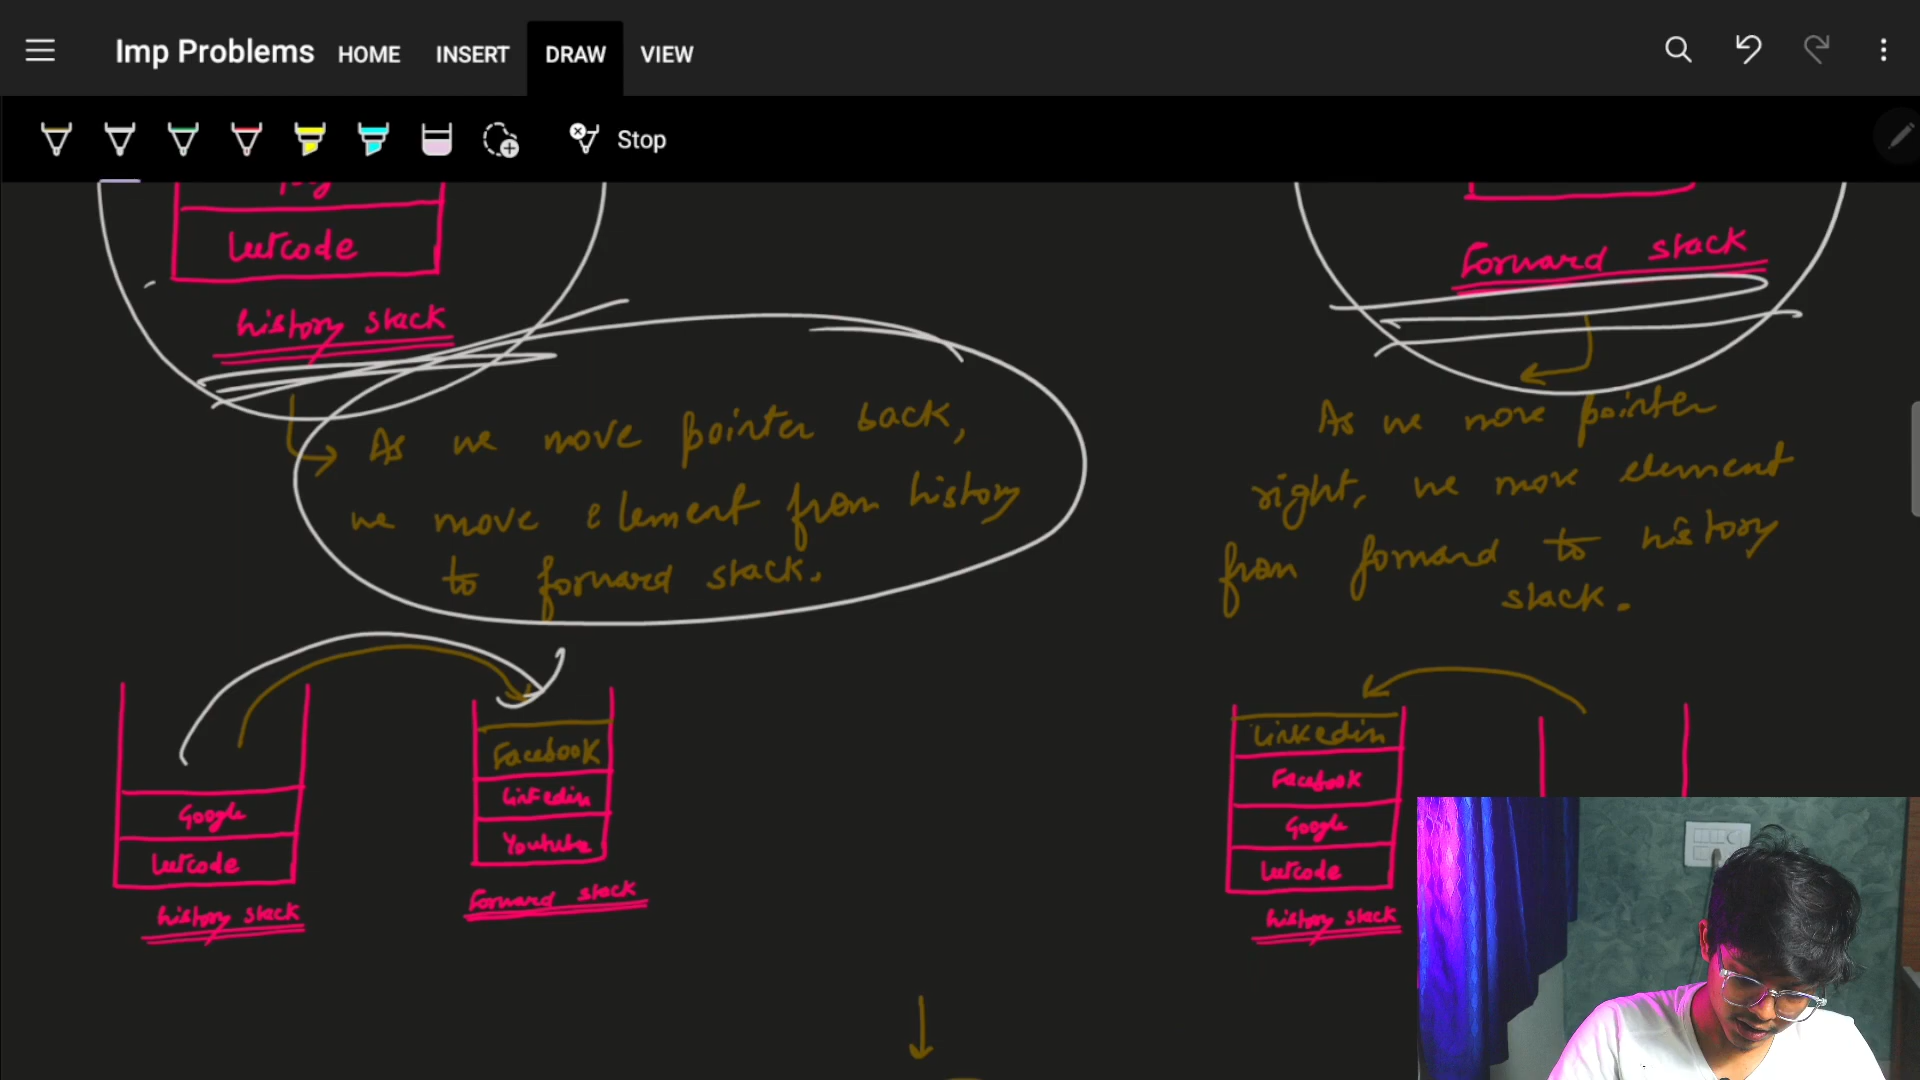 Imp Problems HOME INSERT DRAW VIEW
Stop
Leetcode
history stack
Forward stack
As we move pointer back,
we move element from history
to forward stack.
As we move pointer
right, we move element
from forward to history
stack.
Facebook
Linkedin
Youtube
Google
Leetcode
history stack
Forward stack
Linkedin
Facebook
Google
Leetcode
history stack